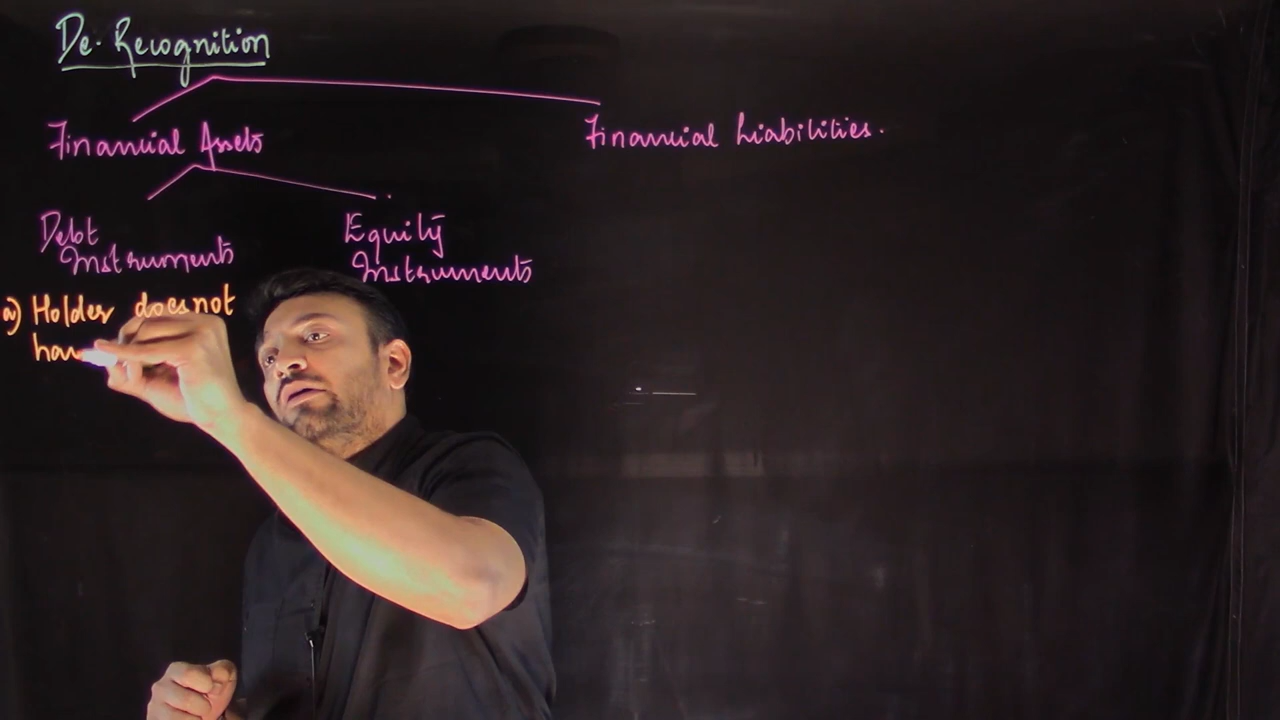 De-Recognition
Financial Assets
Financial Liabilities.
Debt
Instruments
Equity
Instruments
a) Holder does not
hav